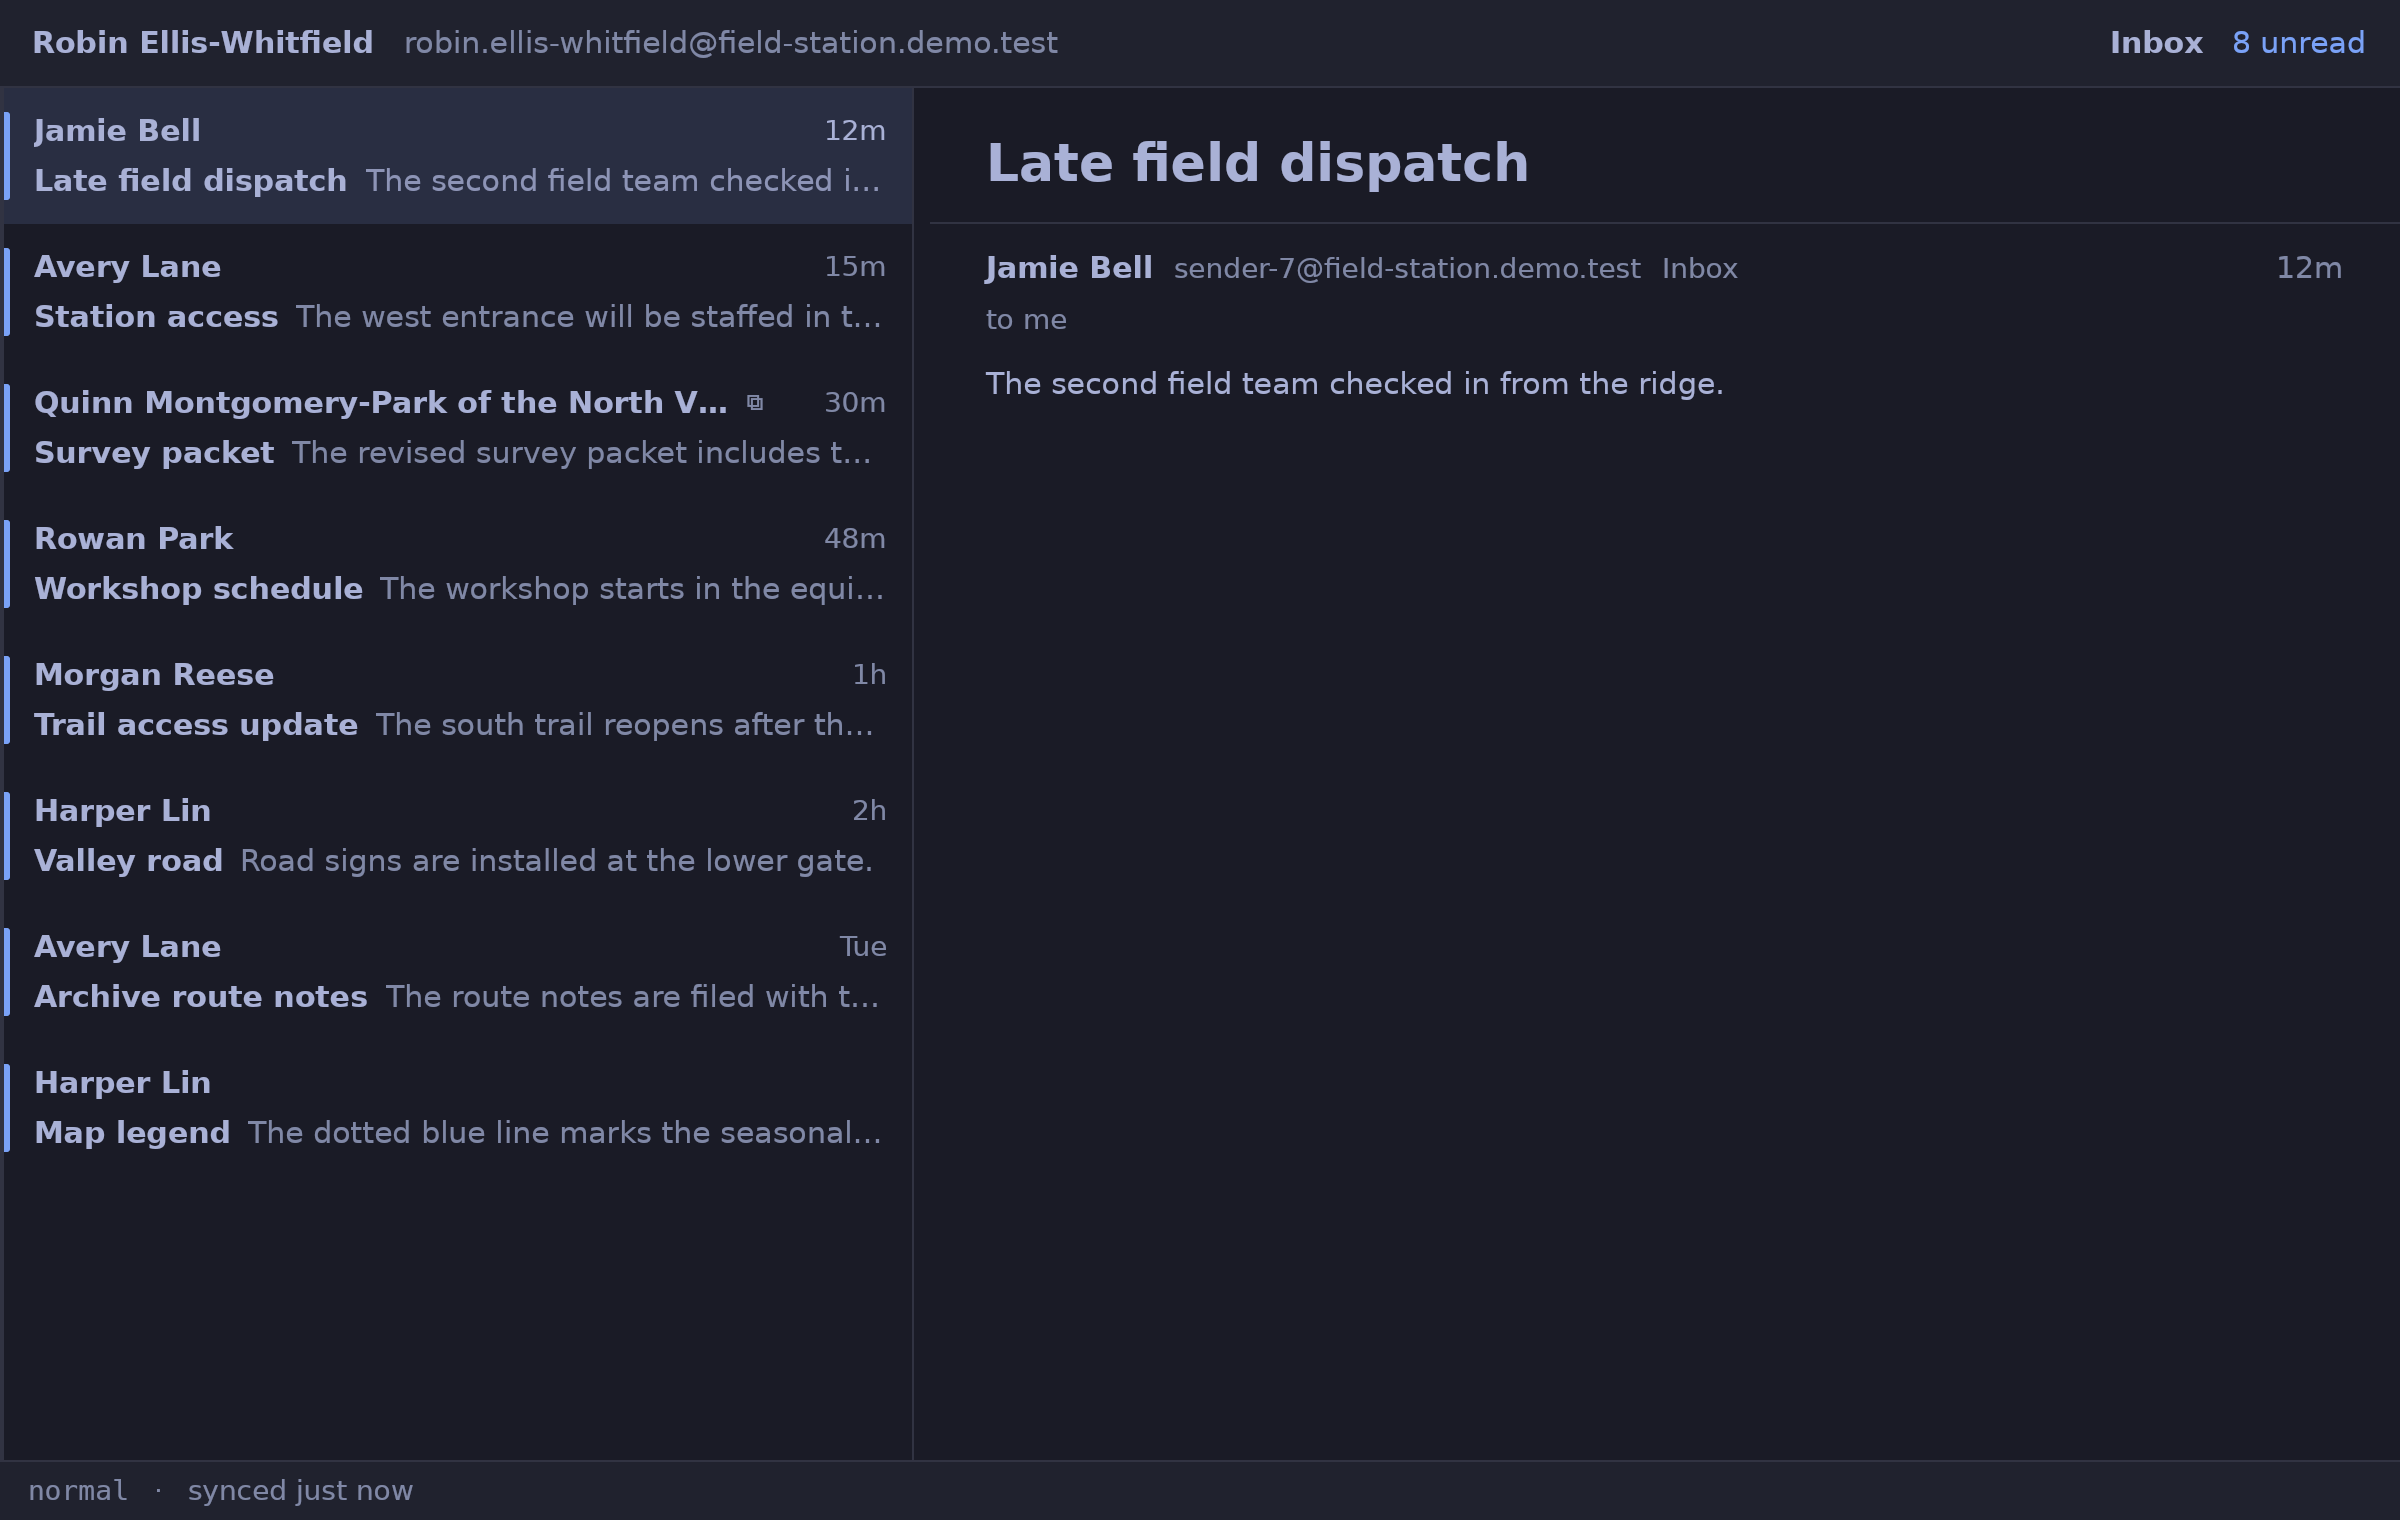 Robin Ellis-Whitfield robin.ellis-whitfield@field-station.demo.test Inbox 8 unread
Jamie Bell 12m
Late field dispatch The second field team checked i...
Avery Lane 15m
Station access The west entrance will be staffed in t...
Quinn Montgomery-Park of the North V... 30m
Survey packet The revised survey packet includes t...
Rowan Park 48m
Workshop schedule The workshop starts in the equi...
Morgan Reese 1h
Trail access update The south trail reopens after th...
Harper Lin 2h
Valley road Road signs are installed at the lower gate.
Avery Lane Tue
Archive route notes The route notes are filed with t...
Harper Lin
Map legend The dotted blue line marks the seasonal...
Late field dispatch
Jamie Bell sender-7@field-station.demo.test Inbox 12m
to me
The second field team checked in from the ridge.
normal · synced just now